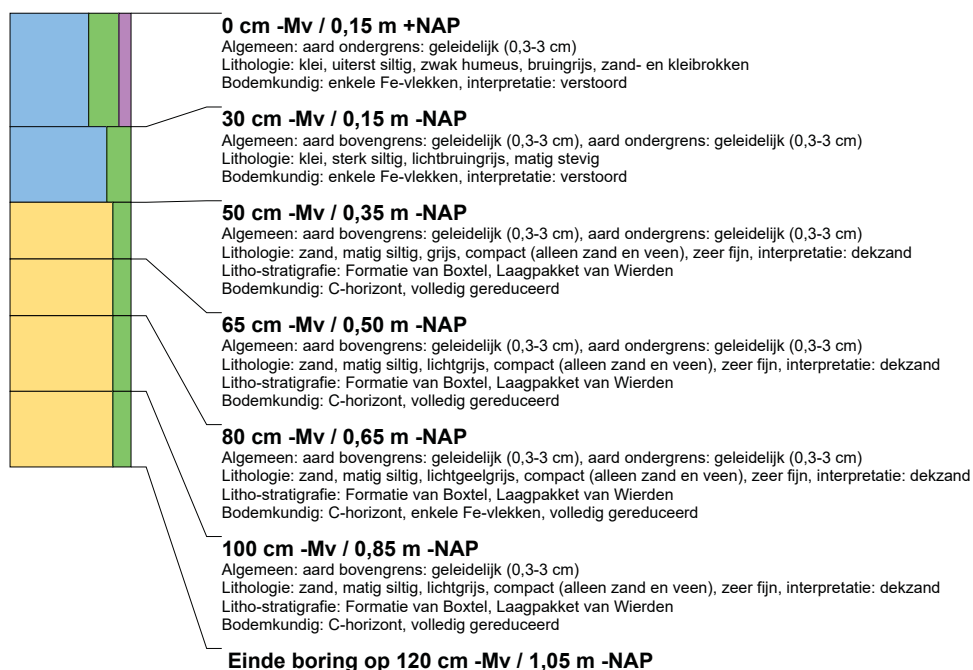 0 cm -Mv / 0,15 m +NAP
Algemeen: aard ondergrens: geleidelijk (0,3-3 cm)
Lithologie: klei, uiterst siltig, zwak humeus, bruingrijs, zand- en kleibrokken
Bodemkundig: enkele Fe-vlekken, interpretatie: verstoord
30 cm -Mv / 0,15 m -NAP
Algemeen: aard bovengrens: geleidelijk (0,3-3 cm), aard ondergrens: geleidelijk (0,3-3 cm)
Lithologie: klei, sterk siltig, lichtbruingrijs, matig stevig
Bodemkundig: enkele Fe-vlekken, interpretatie: verstoord
50 cm -Mv / 0,35 m -NAP
Algemeen: aard bovengrens: geleidelijk (0,3-3 cm), aard ondergrens: geleidelijk (0,3-3 cm)
Lithologie: zand, matig siltig, grijs, compact (alleen zand en veen), zeer fijn, interpretatie: dekzand
Litho-stratigrafie: Formatie van Boxtel, Laagpakket van Wierden
Bodemkundig: C-horizont, volledig gereduceerd
65 cm -Mv / 0,50 m -NAP
Algemeen: aard bovengrens: geleidelijk (0,3-3 cm), aard ondergrens: geleidelijk (0,3-3 cm)
Lithologie: zand, matig siltig, lichtgrijs, compact (alleen zand en veen), zeer fijn, interpretatie: dekzand
Litho-stratigrafie: Formatie van Boxtel, Laagpakket van Wierden
Bodemkundig: C-horizont, volledig gereduceerd
80 cm -Mv / 0,65 m -NAP
Algemeen: aard bovengrens: geleidelijk (0,3-3 cm), aard ondergrens: geleidelijk (0,3-3 cm)
Lithologie: zand, matig siltig, lichtgeelgrijs, compact (alleen zand en veen), zeer fijn, interpretatie: dekzand
Litho-stratigrafie: Formatie van Boxtel, Laagpakket van Wierden
Bodemkundig: C-horizont, enkele Fe-vlekken, volledig gereduceerd
100 cm -Mv / 0,85 m -NAP
Algemeen: aard bovengrens: geleidelijk (0,3-3 cm)
Lithologie: zand, matig siltig, lichtgrijs, compact (alleen zand en veen), zeer fijn, interpretatie: dekzand
Litho-stratigrafie: Formatie van Boxtel, Laagpakket van Wierden
Bodemkundig: C-horizont, volledig gereduceerd
Einde boring op 120 cm -Mv / 1,05 m -NAP